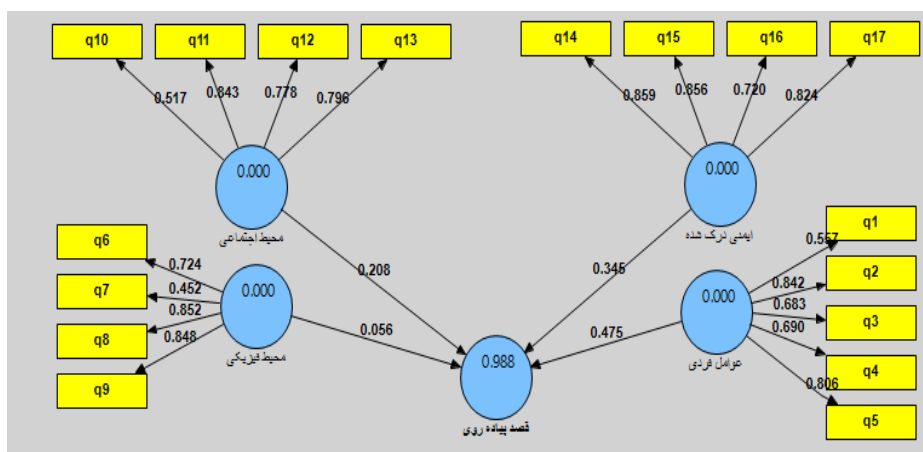 q10 q11 q12 q13
q14 q15 q16 q17
0.517 0.843 0.778 0.796
0.859 0.856 0.720 0.824
0.000
محیط اجتماعی
0.000
ایمنی درک شده
q6
q7
q8
q9
0.724
0.452
0.852
0.848
0.000
محیط فیزیکی
0.208
0.056
0.345
0.475
0.988
قصد پیاده روی
0.000
عوامل فردی
0.557
0.842
0.683
0.690
0.806
q1
q2
q3
q4
q5